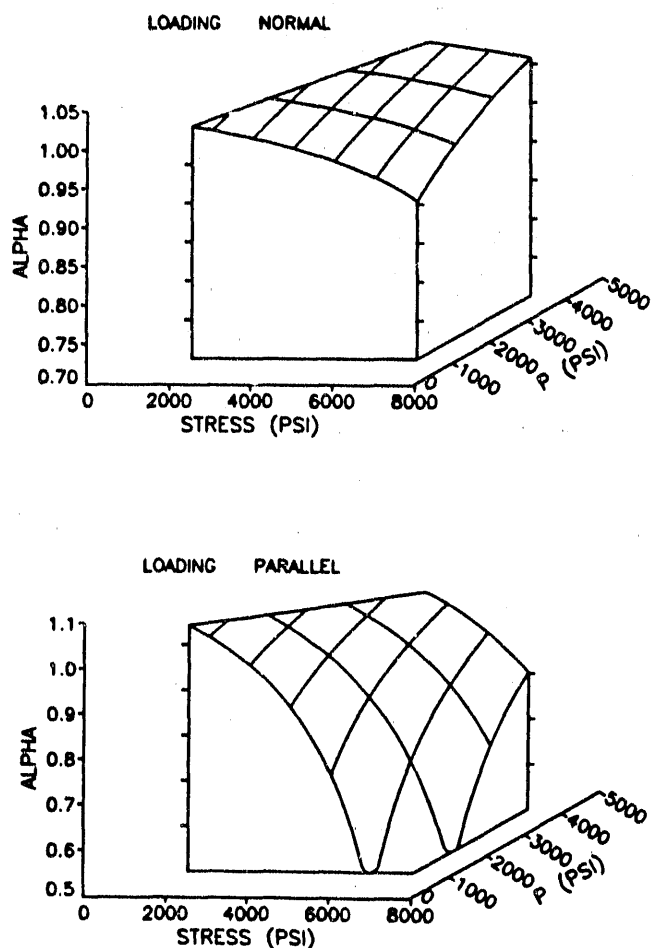 LOADING NORMAL
1.05
1.00
0.95
0.90
0.85
0.80
0.75
0.70
ALPHA
0 2000 4000 6000 8000
STRESS (PSI)
0 1000 2000 3000 4000 5000
P (PSI)
LOADING PARALLEL
1.1
1.0
0.9
0.8
0.7
0.6
0.5
ALPHA
0 2000 4000 6000 8000
STRESS (PSI)
0 1000 2000 3000 4000 5000
P (PSI)